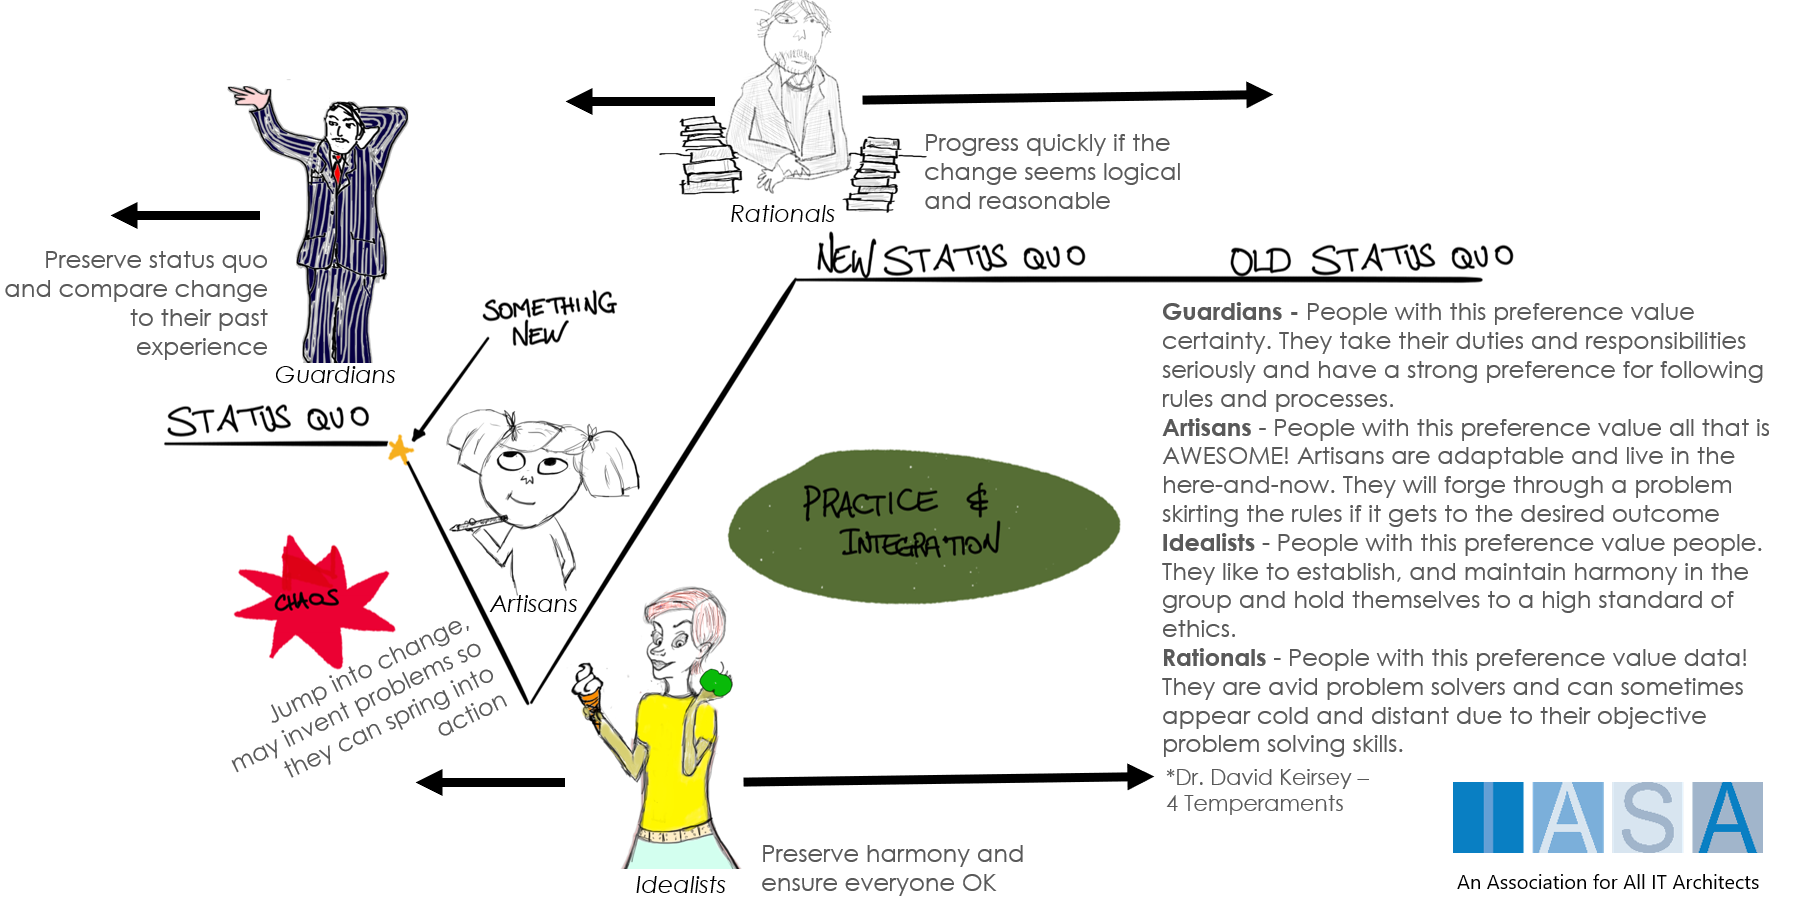 Progress quickly if the
change seems logical
and reasonable
Rationals
Preserve status quo
and compare change
to their past
experience
Guardians
NEW STATUS QUO
OLD STATUS QUO
SOMETHING
NEW
STATUS QUO
Artisans
CHAOS
Jump into change,
may invent problems so
they can spring into
action
PRACTICE &
INTEGRATION
Idealists
Preserve harmony and
ensure everyone OK
Guardians - People with this preference value
certainty. They take their duties and responsibilities
seriously and have a strong preference for following
rules and processes.
Artisans - People with this preference value all that is
AWESOME! Artisans are adaptable and live in the
here-and-now. They will forge through a problem
skirting the rules if it gets to the desired outcome
Idealists - People with this preference value people.
They like to establish, and maintain harmony in the
group and hold themselves to a high standard of
ethics.
Rationals - People with this preference value data!
They are avid problem solvers and can sometimes
appear cold and distant due to their objective
problem solving skills.
*Dr. David Keirsey –
4 Temperaments
IASA
An Association for All IT Architects